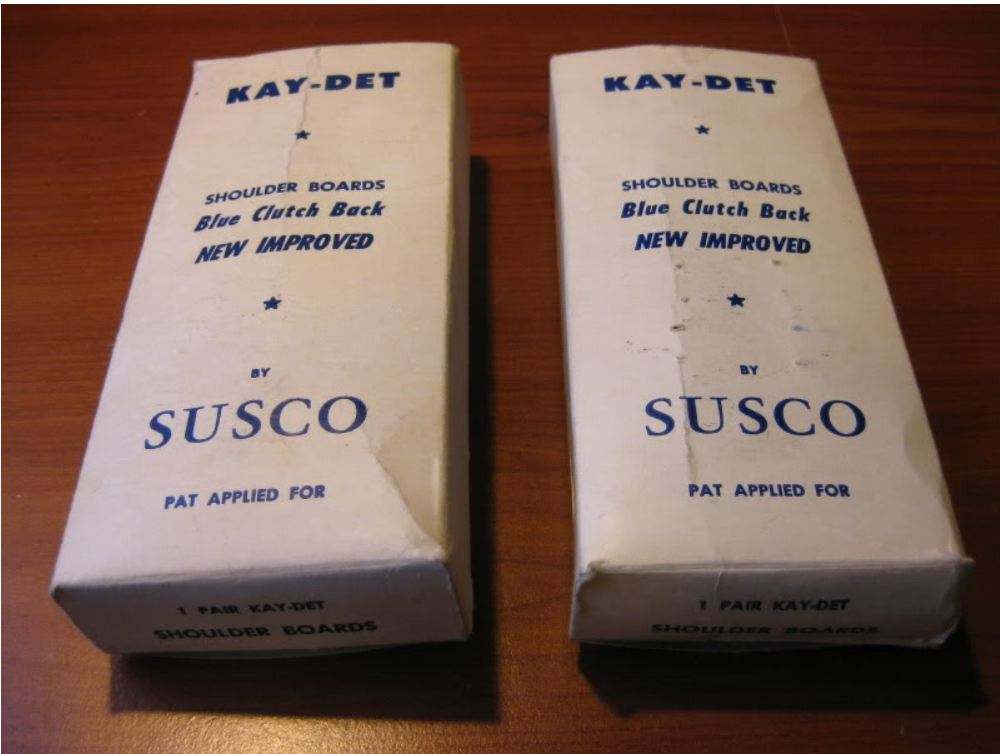 KAY-DET
SHOULDER BOARDS
Blue Clutch Back
NEW IMPROVED
BY
SUSCO
PAT APPLIED FOR
1 PAIR KAY-DET
SHOULDER BOARDS
KAY-DET
SHOULDER BOARDS
Blue Clutch Back
NEW IMPROVED
BY
SUSCO
PAT APPLIED FOR
1 PAIR KAY-DET
SHOULDER BOARDS